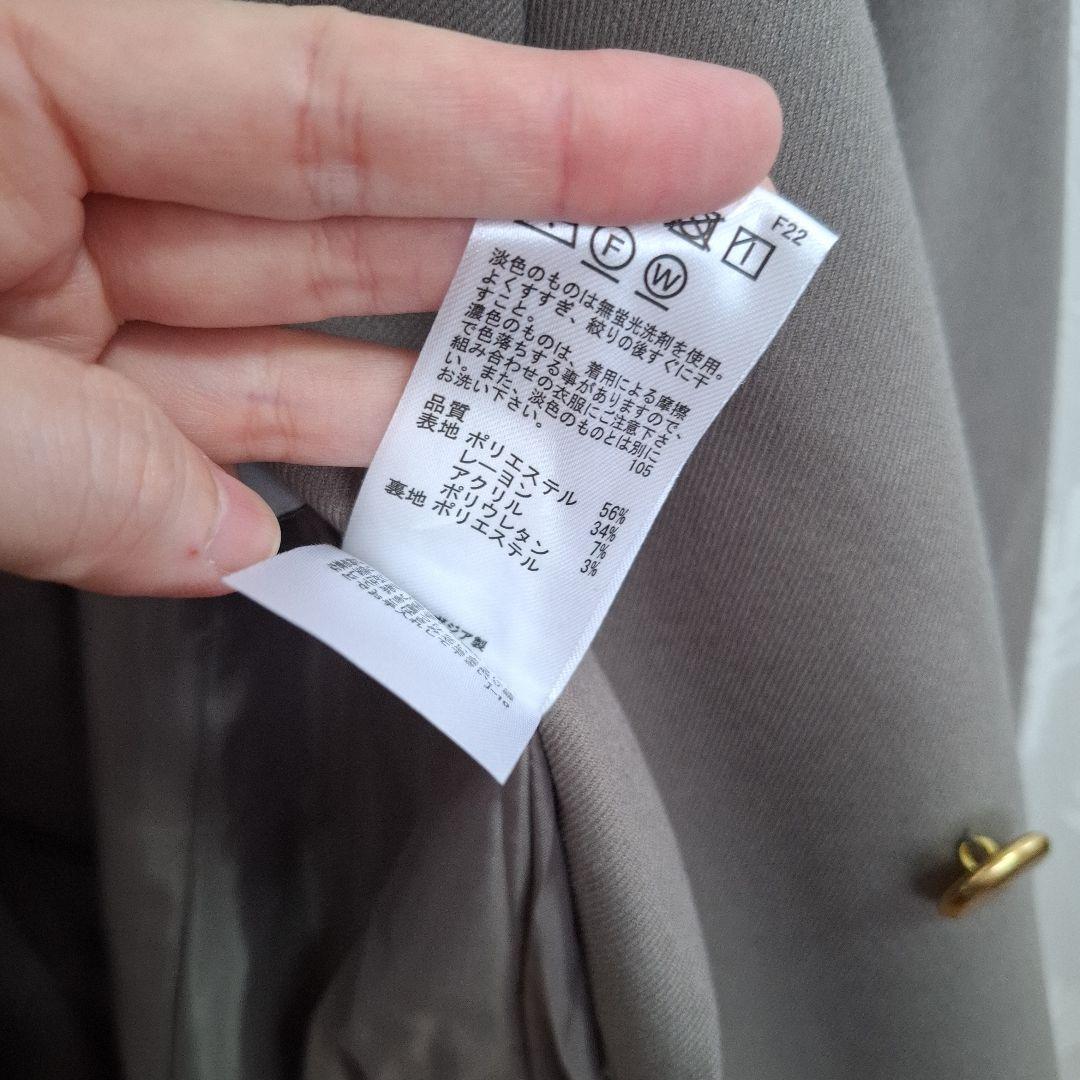 F22
F
W
淡色のものは無蛍光洗剤を使用。
よくすすぎ、絞りの後すぐに干
すこと。
濃色のものは、着用による摩擦
で色落ちする事がありますので、
組み合わせの衣服にご注意下さ
い。また、淡色のものとは別に
お洗い下さい。
105
品質
表地 ポリエステル 56%
レーヨン 34%
アクリル 7%
ポリウレタン 3%
裏地 ポリエステル
ジア製